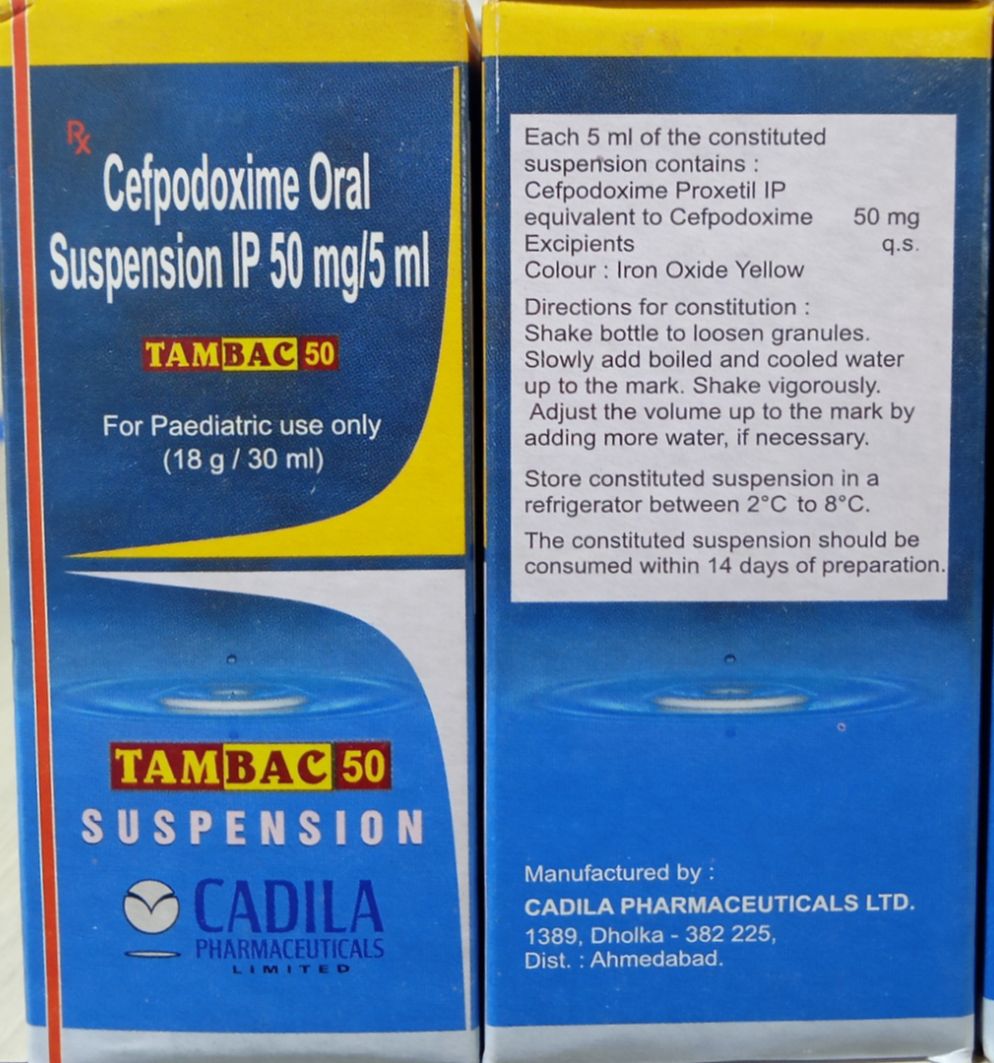 Rx
Cefpodoxime Oral
Suspension IP 50 mg/5 ml
TAMBAC 50
For Paediatric use only
(18 g / 30 ml)
TAMBAC 50
SUSPENSION
CADILA
PHARMACEUTICALS
LIMITED
Each 5 ml of the constituted
suspension contains :
Cefpodoxime Proxetil IP
equivalent to Cefpodoxime 50 mg
Excipients q.s.
Colour : Iron Oxide Yellow
Directions for constitution :
Shake bottle to loosen granules.
Slowly add boiled and cooled water
up to the mark. Shake vigorously.
Adjust the volume up to the mark by
adding more water, if necessary.
Store constituted suspension in a
refrigerator between 2°C to 8°C.
The constituted suspension should be
consumed within 14 days of preparation.
Manufactured by :
CADILA PHARMACEUTICALS LTD.
1389, Dholka - 382 225,
Dist. : Ahmedabad.